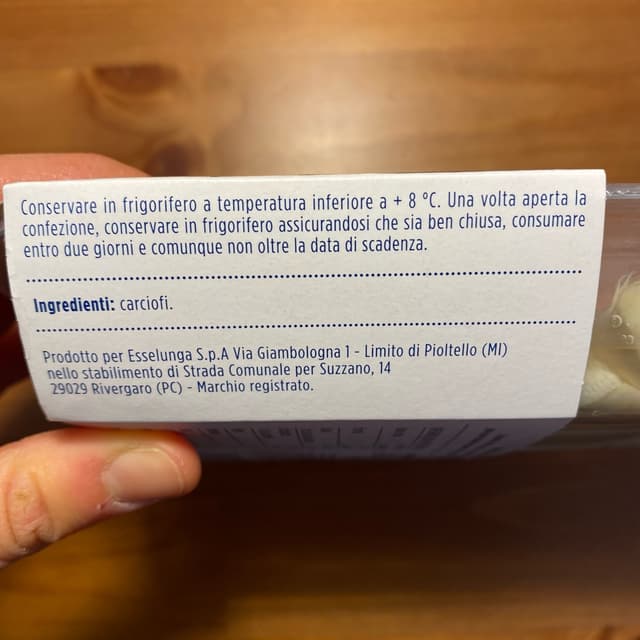 Conservare in frigorifero a temperatura inferiore a + 8 °C. Una volta aperta la
confezione, conservare in frigorifero assicurandosi che sia ben chiusa, consumare
entro due giorni e comunque non oltre la data di scadenza.
Ingredienti: carciofi.
Prodotto per Esselunga S.p.A Via Giambologna 1 - Limito di Pioltello (MI)
nello stabilimento di Strada Comunale per Suzzano, 14
29029 Rivergaro (PC) - Marchio registrato.